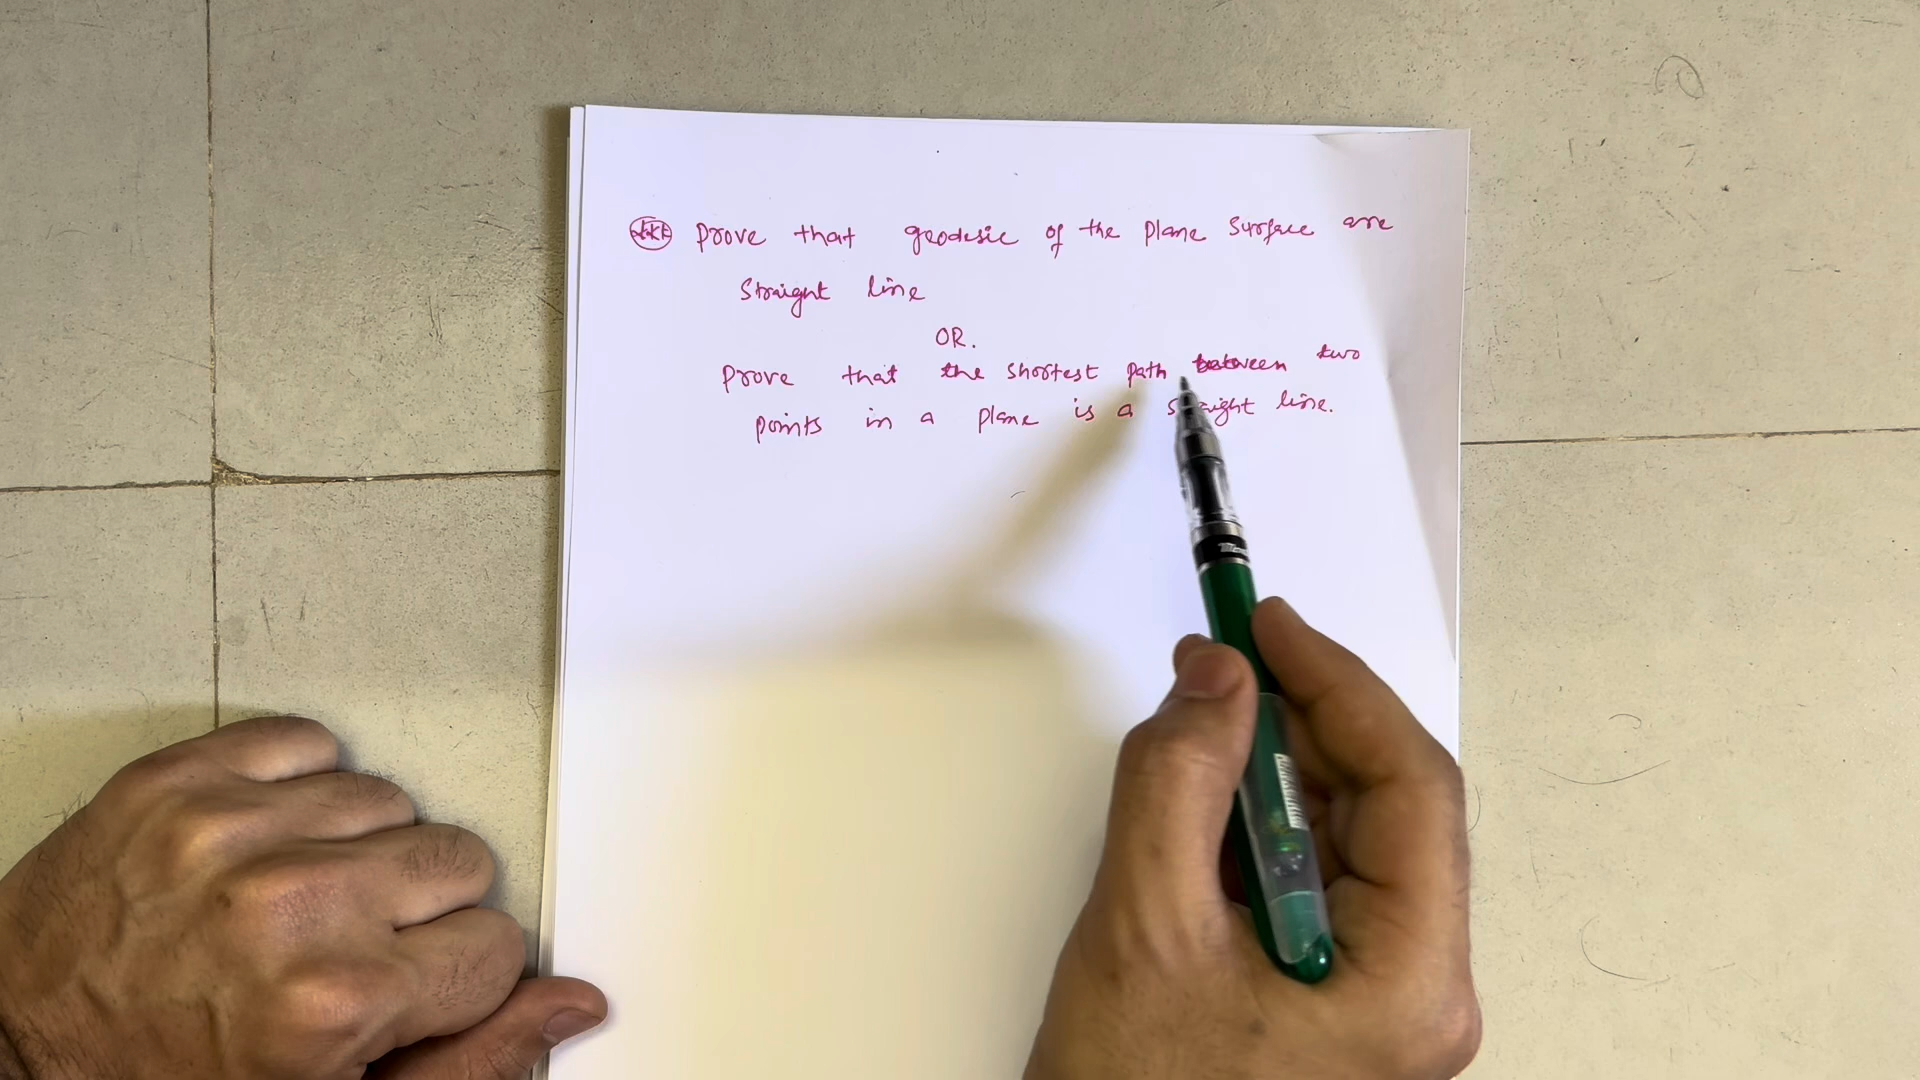 Prove that geodesic of the plane surface are
straight line
OR.
Prove that the shortest path between two
points in a plane is a straight line.